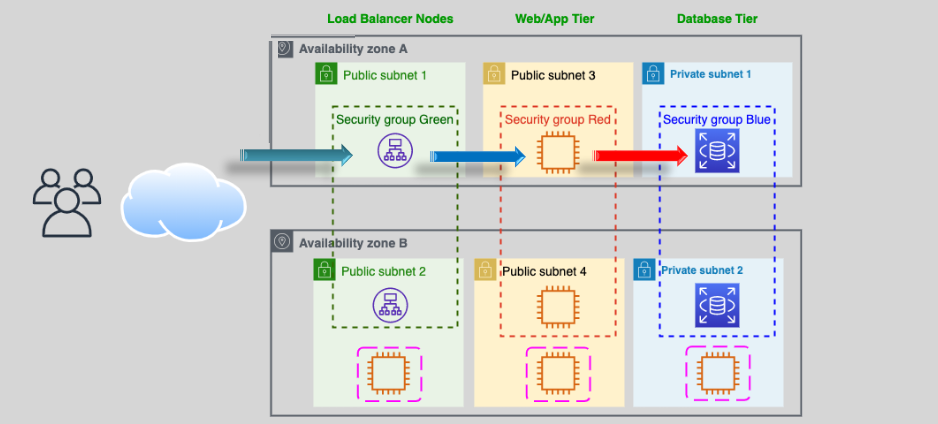 Load Balancer Nodes
Web/App Tier
Database Tier
Availability zone A
Public subnet 1
Public subnet 3
Private subnet 1
Security group Green
Security group Red
Security group Blue
Availability zone B
Public subnet 2
Public subnet 4
Private subnet 2